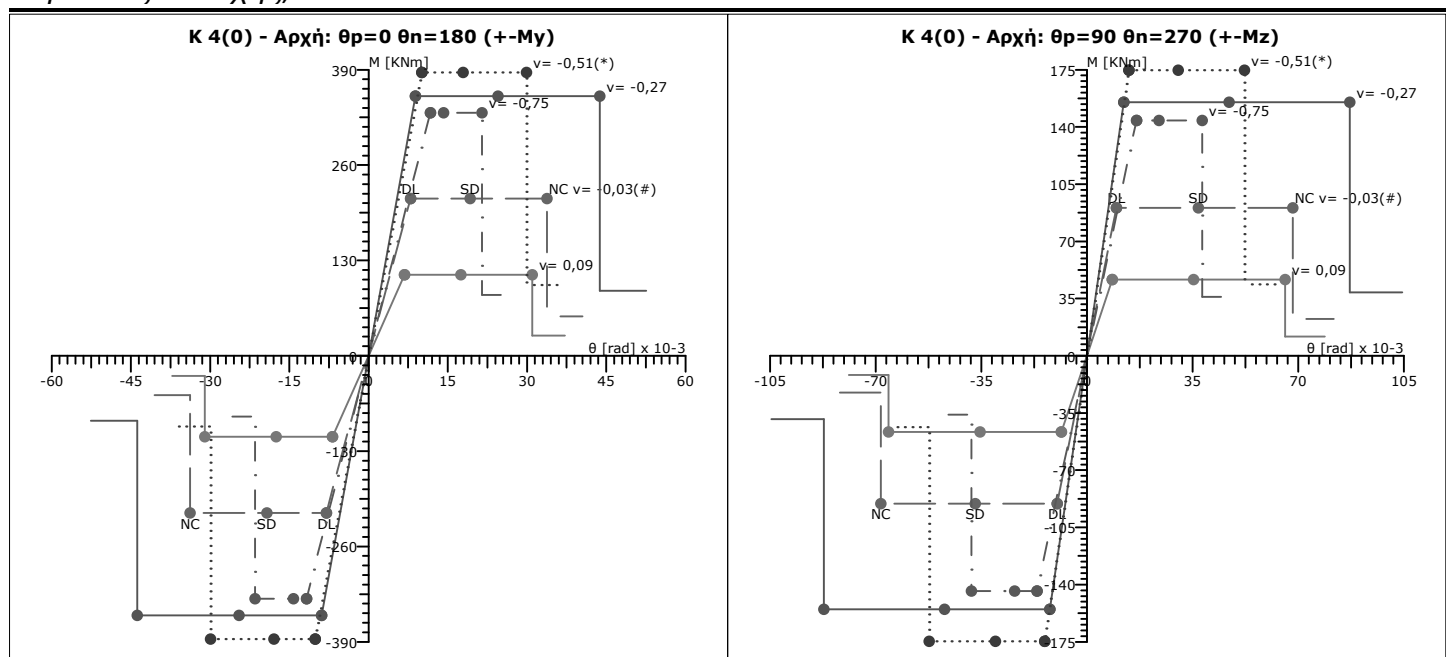 K 4(0) - Αρχή: θp=0 θn=180 (+-My)
M [KNm]
390
260
130
0
-130
-260
-390
v= -0,51(*)
v= -0,27
v= -0,75
DL
SD
NC v= -0,03(#)
v= 0,09
θ [rad] x 10-3
-60
-45
-30
-15
0
15
30
45
60
NC
SD
DL
K 4(0) - Αρχή: θp=90 θn=270 (+-Mz)
M [KNm]
175
140
105
70
35
0
-35
-70
-105
-140
-175
v= -0,51(*)
v= -0,27
v= -0,75
DL
SD
NC v= -0,03(#)
v= 0,09
θ [rad] x 10-3
-105
-70
-35
0
35
70
105
NC
SD
DL